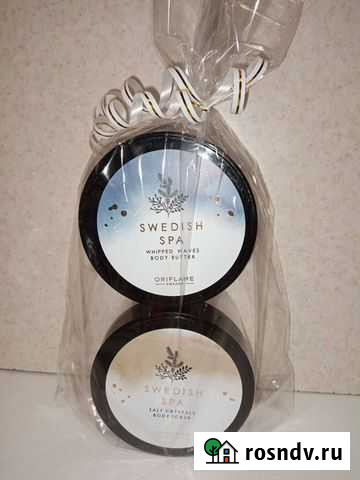 SWEDISH
SPA
WHIPPED WAVES
BODY BUTTER
ORIFLAME
SWEDEN
SWEDISH
SPA
SALT CRYSTALS
BODY SCRUB
rosndv.ru